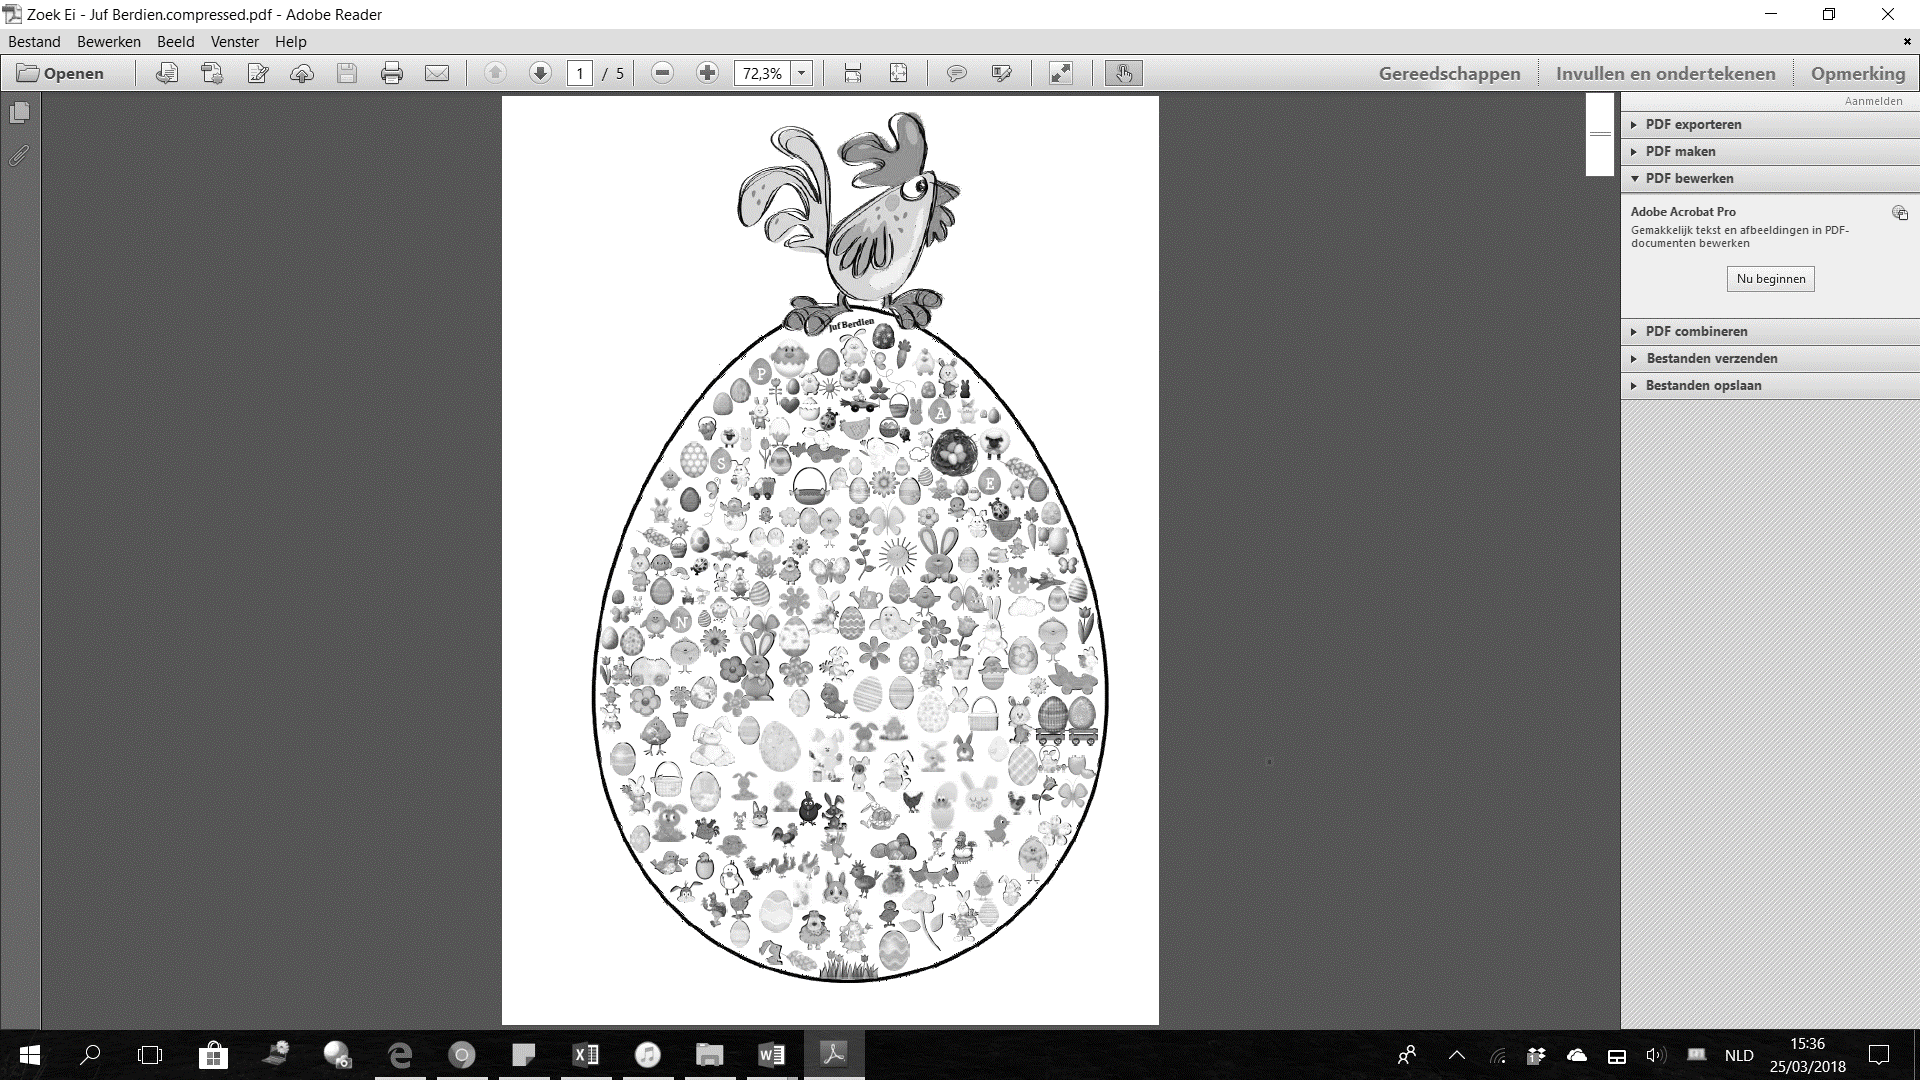 Zoek Ei - Juf Berdien.compressed.pdf - Adobe Reader
Bestand Bewerken Beeld Venster Help
Openen 1 / 5 72,3% Gereedschappen Invullen en ondertekenen Opmerking
Aanmelden
PDF exporteren
PDF maken
PDF bewerken
Adobe Acrobat Pro
Gemakkelijk tekst en afbeeldingen in PDF-
documenten bewerken
Nu beginnen
PDF combineren
Bestanden verzenden
Bestanden opslaan
Juf Berdien
P
A
S
E
N
NLD
15:36
25/03/2018